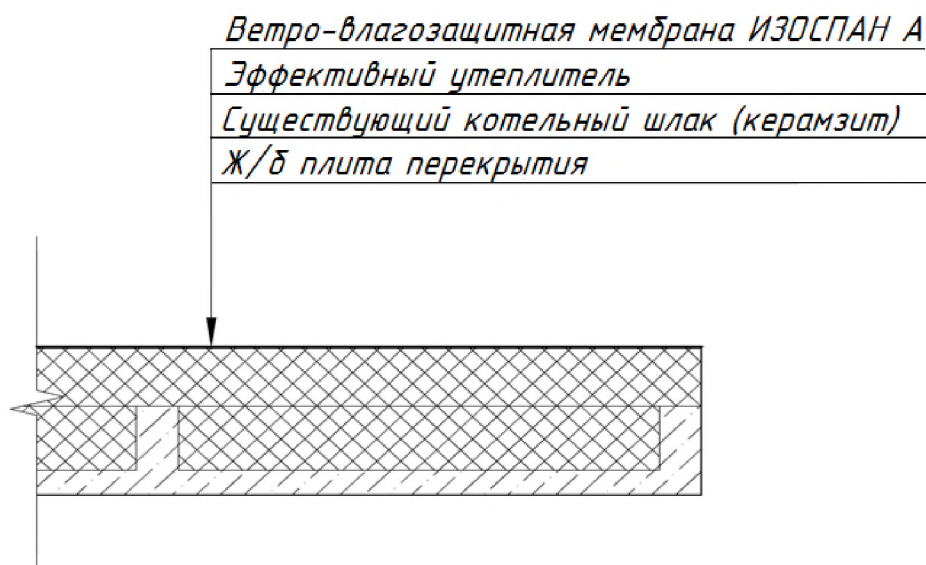 Ветро-влагозащитная мембрана ИЗОСПАН А
Эффективный утеплитель
Существующий котельный шлак (керамзит)
Ж/б плита перекрытия